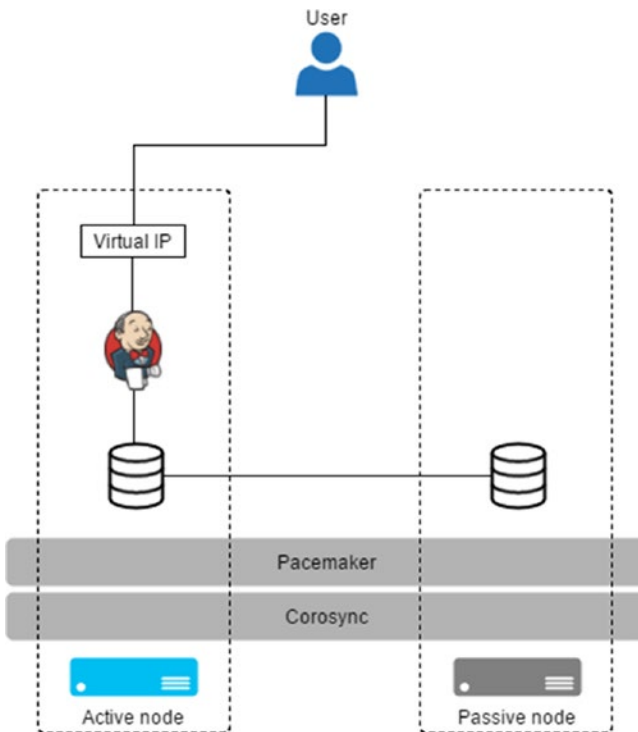 User
Virtual IP
Pacemaker
Corosync
Active node
Passive node